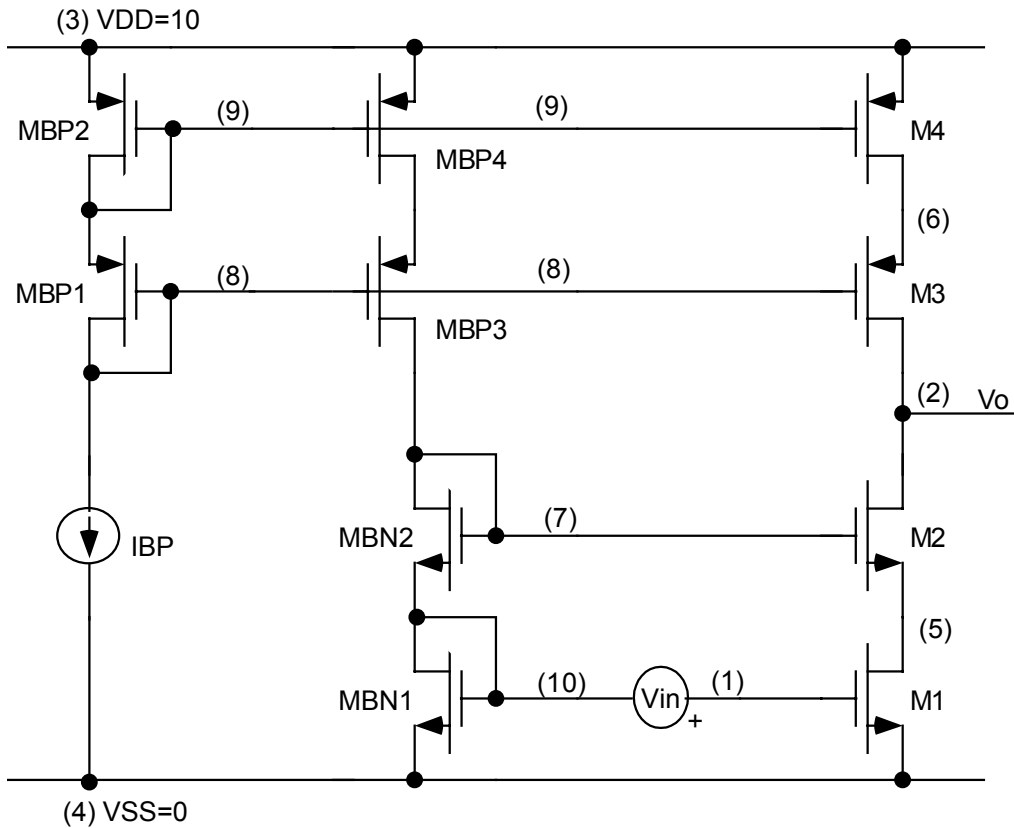 (3) VDD=10
MBP2
(9)
(9)
MBP4
M4
(6)
MBP1
(8)
(8)
MBP3
M3
(2)
Vo
IBP
MBN2
(7)
M2
(5)
MBN1
(10)
Vin
+
(1)
M1
(4) VSS=0